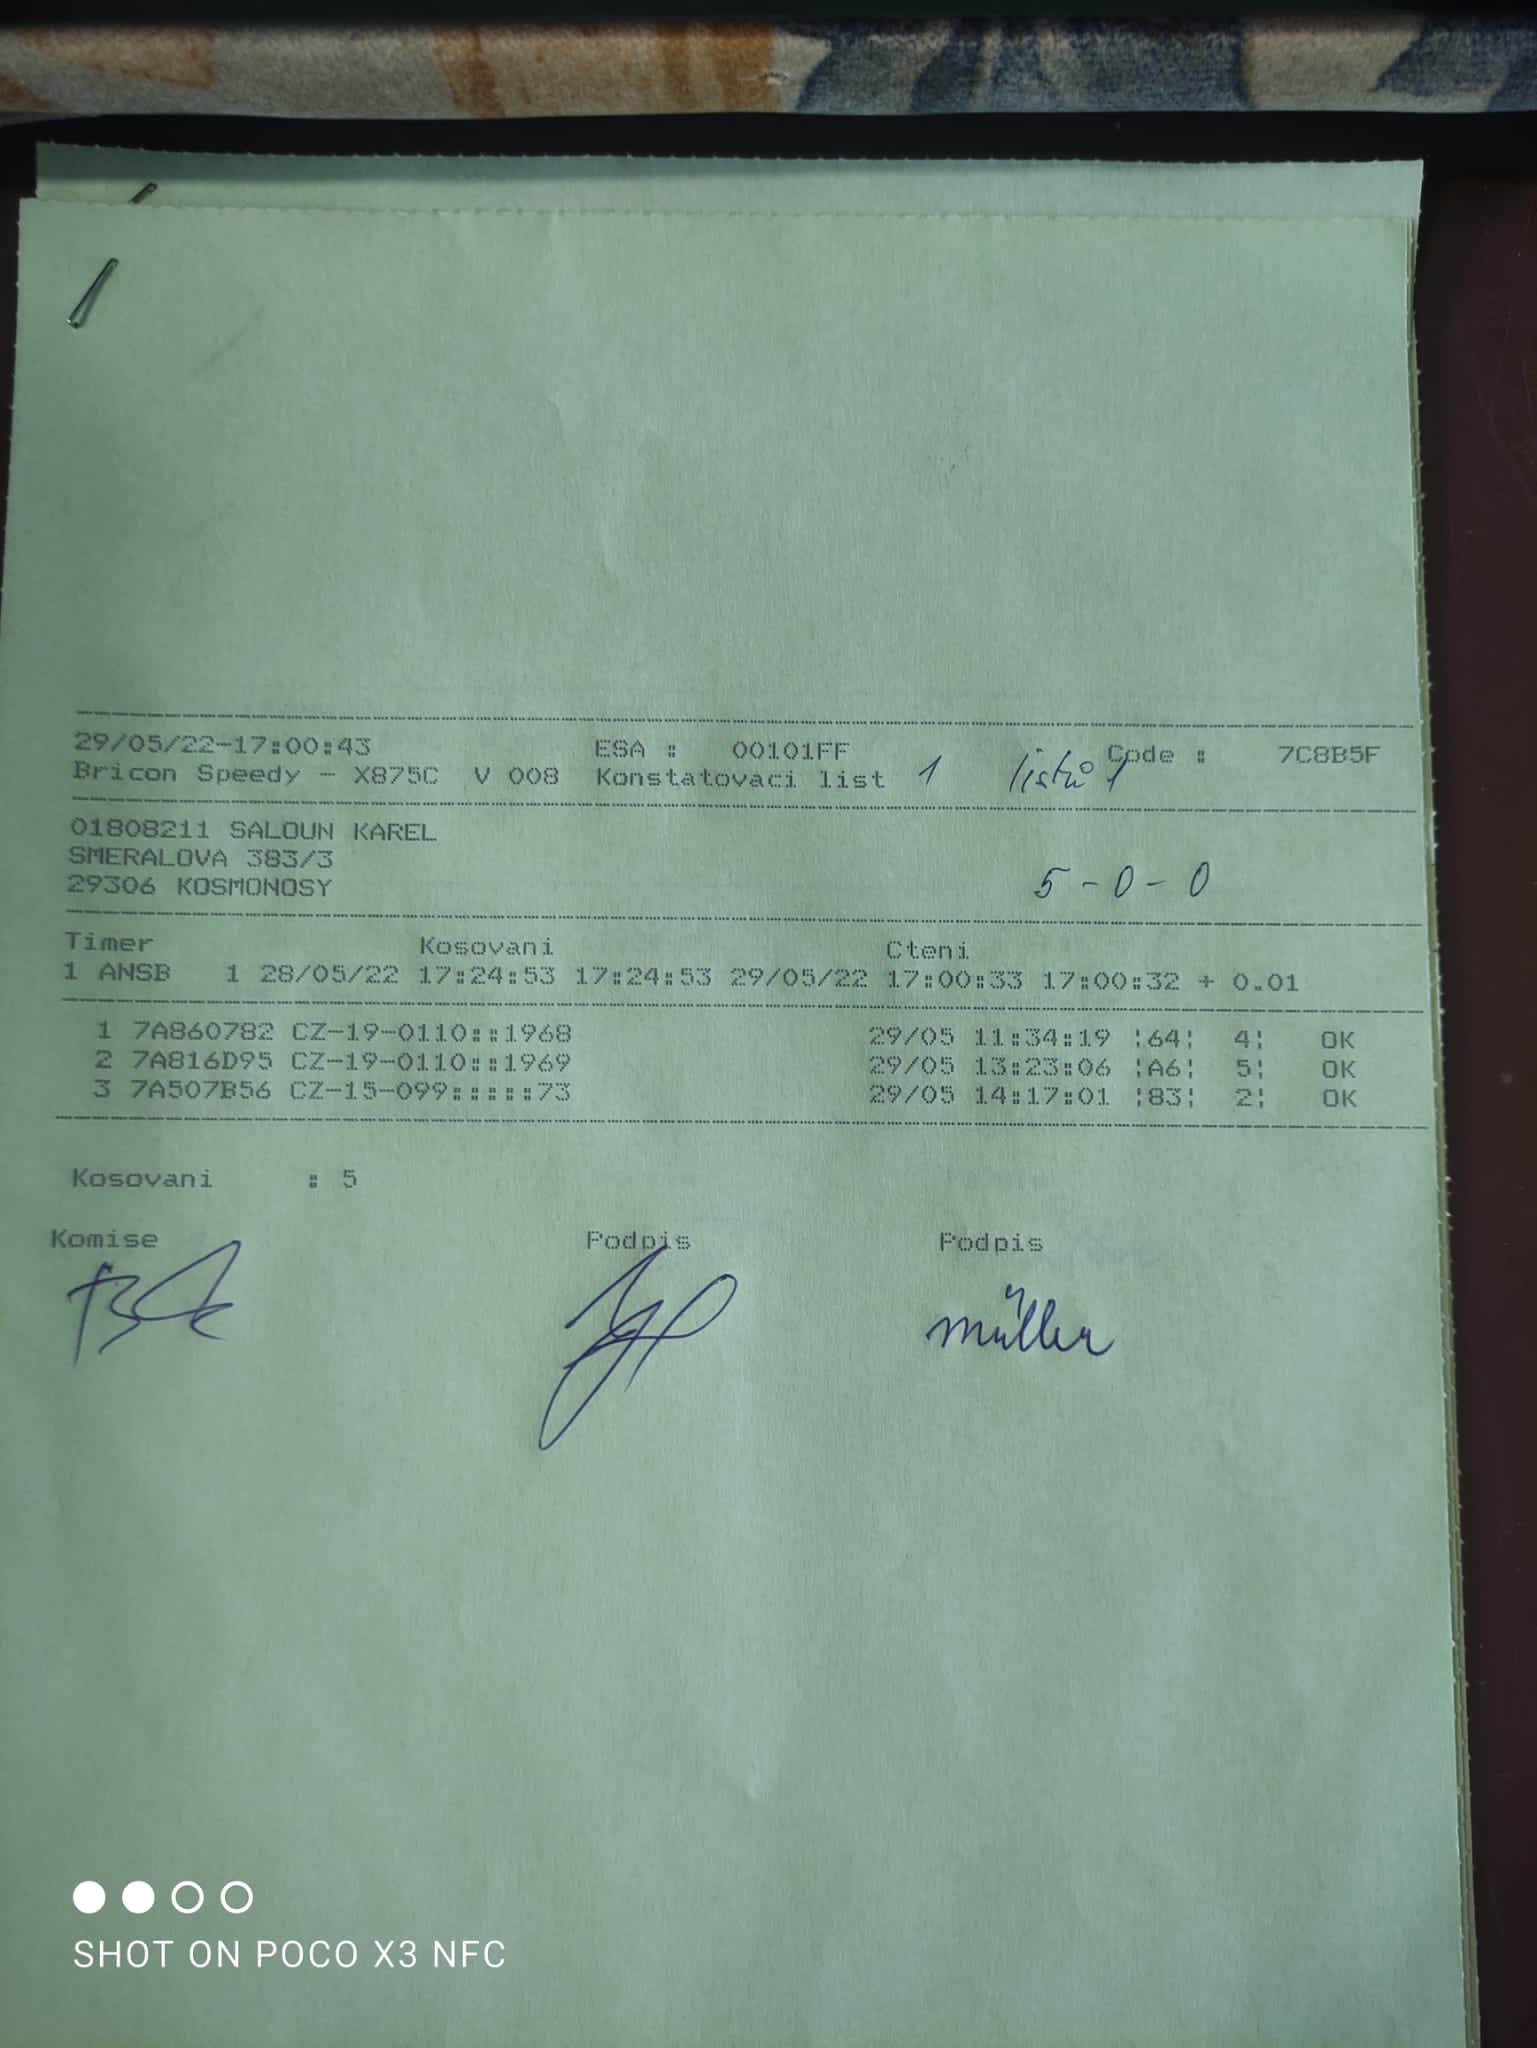 29/05/22-17:00:43 ESA : 00101FF Code : 7C8B5F
Bricon Speedy - X875C V 008 Konstatovaci list 1 listů 1
01808211 SALOUN KAREL
SMERALOVA 383/3
29306 KOSMONOSY
5-0-0
Timer Kosovani Cteni
1 ANSB 1 28/05/22 17:24:53 17:24:53 29/05/22 17:00:33 17:00:32 + 0.01
1 7A860782 CZ-19-0110::1968 29/05 11:34:19 ¦64¦ 4¦ OK
2 7A816D95 CZ-19-0110::1969 29/05 13:23:06 ¦A6¦ 5¦ OK
3 7A507B56 CZ-15-099:::::73 29/05 14:17:01 ¦83¦ 2¦ OK
Kosovani : 5
Komise Podpis Podpis
Müller
SHOT ON POCO X3 NFC